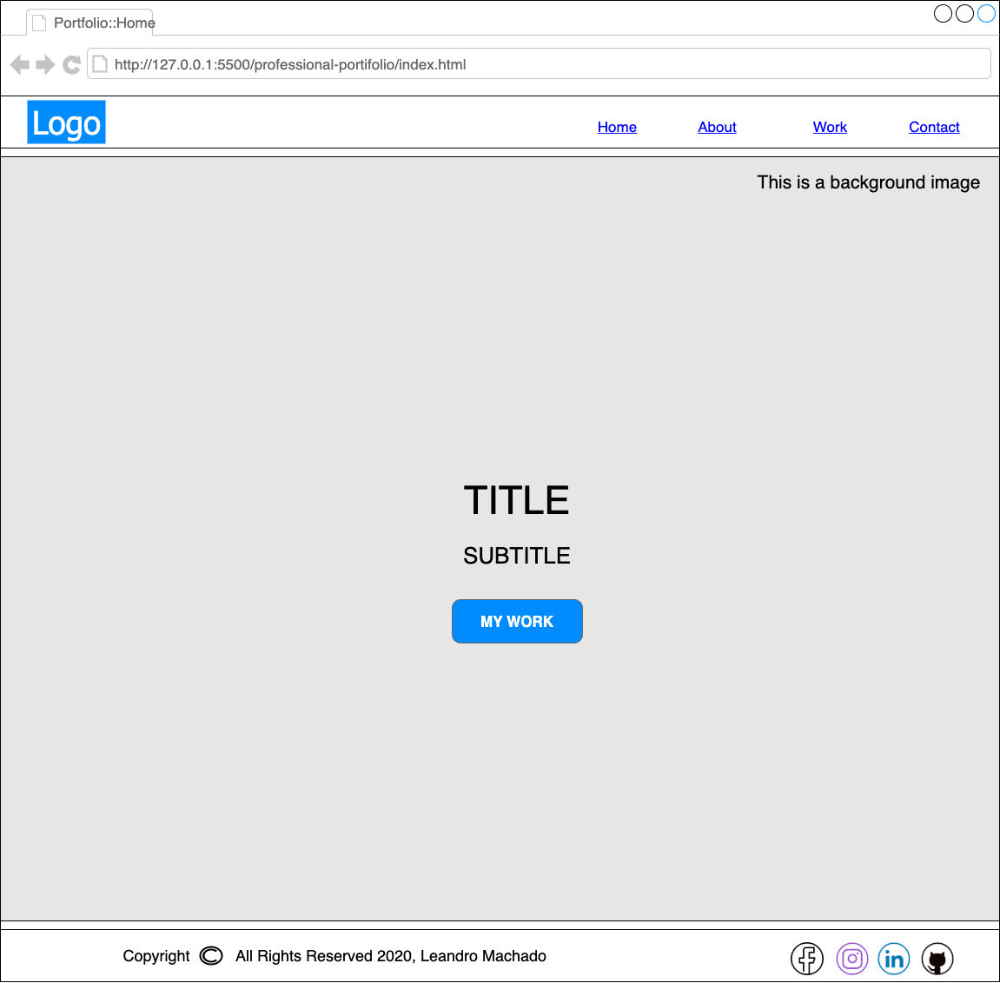 Portfolio::Home
http://127.0.0.1:5500/professional-portifolio/index.html
Logo
Home About Work Contact
This is a background image
TITLE
SUBTITLE
MY WORK
Copyright © All Rights Reserved 2020, Leandro Machado
in